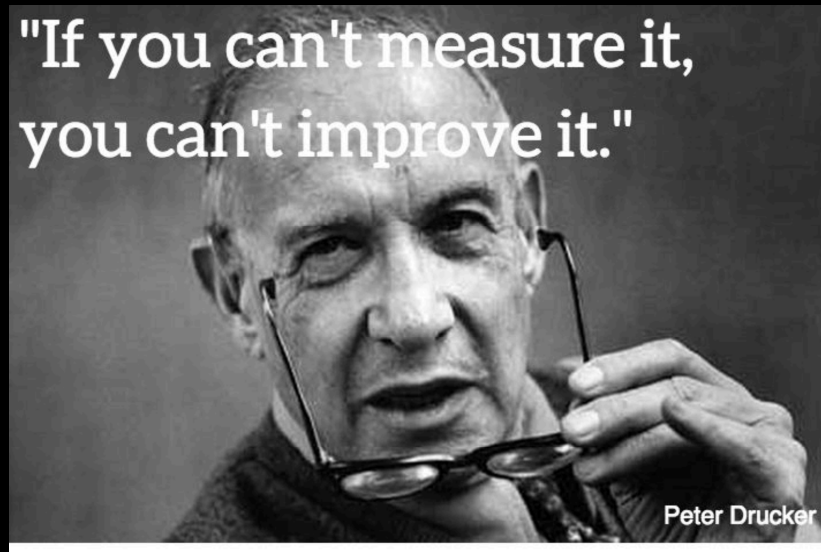 "If you can't measure it,
you can't improve it."
Peter Drucker